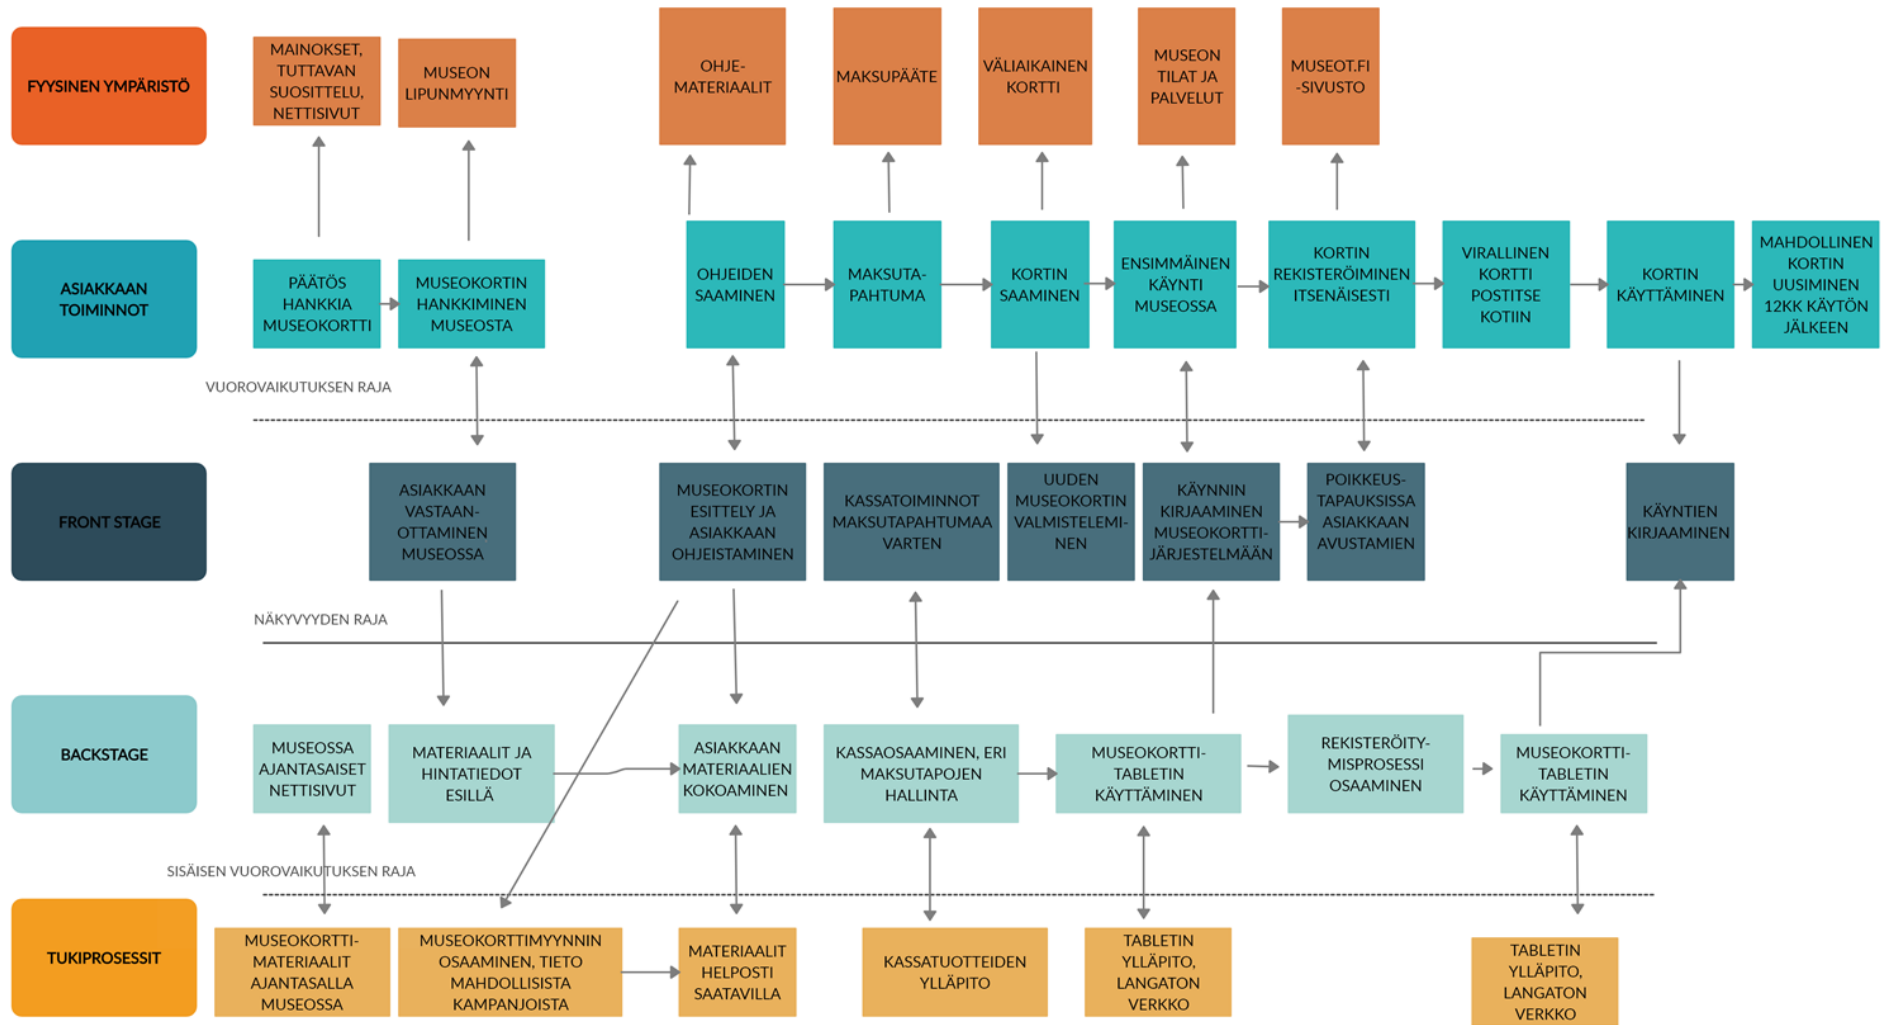 FYYSINEN YMPÄRISTÖ
MAINOKSET,
TUTTAVAN
SUOSITTELU,
NETTISIVUT
MUSEON
LIPUNMYYNTI
OHJE-
MATERIAALIT
MAKSUPÄÄTE
VÄLIAIKAINEN
KORTTI
MUSEON
TILAT JA
PALVELUT
MUSEOT.FI
-SIVUSTO
ASIAKKAAN
TOIMINNOT
PÄÄTÖS
HANKKIA
MUSEOKORTTI
MUSEOKORTIN
HANKKIMINEN
MUSEOSTA
OHJEIDEN
SAAMINEN
MAKSUTA-
PAHTUMA
KORTIN
SAAMINEN
ENSIMMÄINEN
KÄYNTI
MUSEOSSA
KORTIN
REKISTERÖIMINEN
ITSENÄISESTI
VIRALLINEN
KORTTI
POSTITSE
KOTIIN
KORTIN
KÄYTTÄMINEN
MAHDOLLINEN
KORTIN
UUSIMINEN
12KK KÄYTÖN
JÄLKEEN
VUOROVAIKUTUKSEN RAJA
FRONT STAGE
ASIAKKAAN
VASTAAN-
OTTAMINEN
MUSEOSSA
MUSEOKORTIN
ESITTELY JA
ASIAKKAAN
OHJEISTAMINEN
KASSATOIMINNOT
MAKSUTAPAHTUMAA
VARTEN
UUDEN
MUSEOKORTIN
VALMISTELEMI-
NEN
KÄYNNIN
KIRJAAMINEN
MUSEOKORTTI-
JÄRJESTELMÄÄN
POIKKEUS-
TAPAUKSISSA
ASIAKKAAN
AVUSTAMIEN
KÄYNTIEN
KIRJAAMINEN
NÄKYVYYDEN RAJA
BACKSTAGE
MUSEOSSA
AJANTASAISET
NETTISIVUT
MATERIAALIT JA
HINTATIEDOT
ESILLÄ
ASIAKKAAN
MATERIAALIEN
KOKOAMINEN
KASSAOSAAMINEN, ERI
MAKSUTAPOJEN
HALLINTA
MUSEOKORTTI-
TABLETIN
KÄYTTÄMINEN
REKISTERÖITY-
MISPROSESSI
OSAAMINEN
MUSEOKORTTI-
TABLETIN
KÄYTTÄMINEN
SISÄISEN VUOROVAIKUTUKSEN RAJA
TUKIPROSESSIT
MUSEOKORTTI-
MATERIAALIT
AJANTASALLA
MUSEOSSA
MUSEOKORTTIMYYNNIN
OSAAMINEN, TIETO
MAHDOLLISISTA
KAMPANJOISTA
MATERIAALIT
HELPOSTI
SAATAVILLA
KASSATUOTTEIDEN
YLLÄPITO
TABLETIN
YLLÄPITO,
LANGATON
VERKKO
TABLETIN
YLLÄPITO,
LANGATON
VERKKO